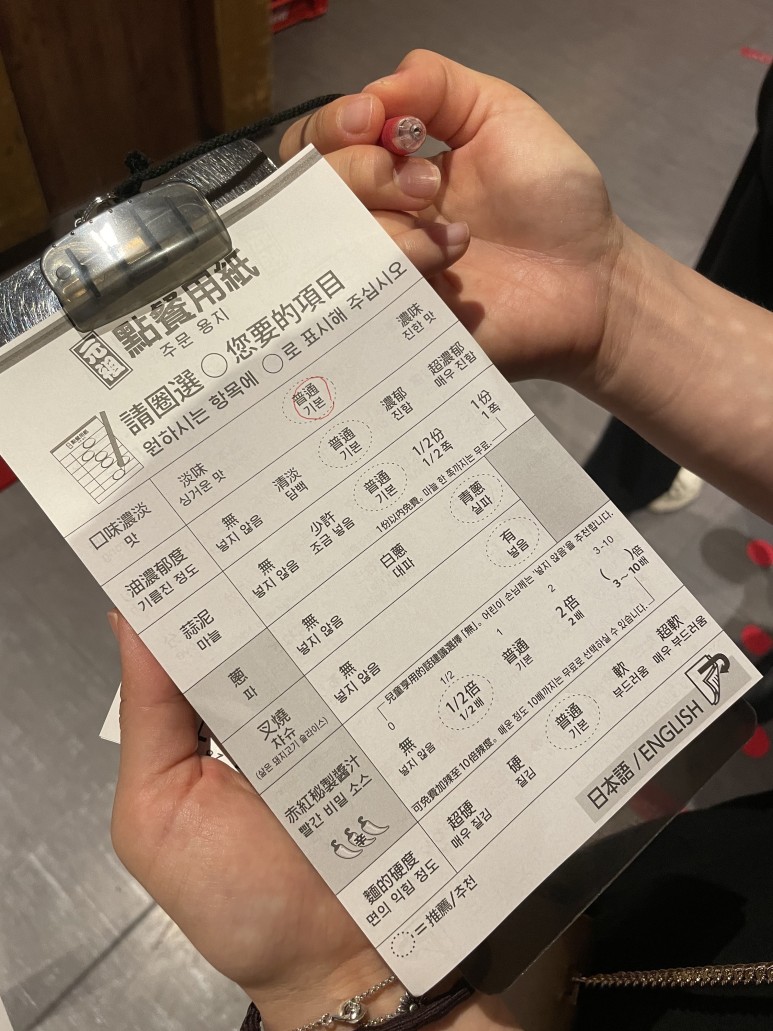 點餐用紙
주문 용지
元祖
請圈選○您要的項目
원하시는 항목에 ○로 표시해 주십시오
口味濃淡 淡味 普通 濃味
맛 싱거운 맛 기본 진한 맛
油濃郁度 無 清淡 普通 濃郁 超濃郁
기름진 정도 넣지 않음 담백 기본 진함 매우 진함
蒜泥 無 少許 普通 1/2份 1份
마늘 넣지 않음 조금 넣음 기본 1/2쪽 1쪽
1份以內免費。마늘 한 쪽까지는 무료.
蔥 無 白蔥 青蔥
파 넣지 않음 대파 실파
叉燒 無 有
챠슈 넣지 않음 넣음
(삶은 돼지고기 슬라이스)
兒童享用的話建議選擇「無」。어린이 손님께는 '넣지 않음'을 추천합니다.
0 1/2 1 2 3-10
赤紅秘製醬汁 無 1/2倍 普通 2倍 ( )倍
빨간 비밀 소스 넣지 않음 1/2배 기본 2배 3～10배
辛
可免費加辣至10倍辣度。매운 정도 10배까지는 무료로 선택하실 수 있습니다.
麵的硬度 超硬 硬 普通 軟 超軟
면의 익힘 정도 매우 질김 질김 기본 부드러움 매우 부드러움
○=推薦/추천
日本語/ENGLISH